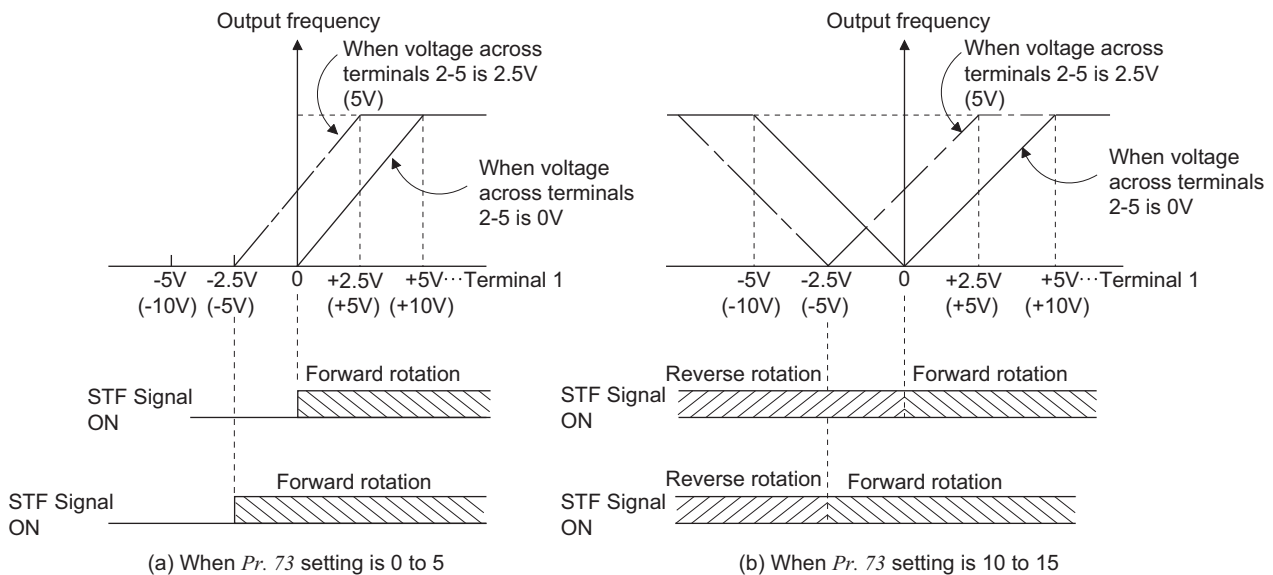 Output frequency
When voltage across
terminals 2-5 is 2.5V
(5V)
When voltage
across terminals
2-5 is 0V
-5V -2.5V 0 +2.5V +5V···Terminal 1
(-10V) (-5V) (+5V) (+10V)
STF Signal
ON
Forward rotation
STF Signal
ON
Forward rotation
(a) When Pr. 73 setting is 0 to 5
Output frequency
When voltage across
terminals 2-5 is 2.5V
(5V)
When voltage
across terminals
2-5 is 0V
-5V -2.5V 0 +2.5V +5V···Terminal 1
(-10V) (-5V) (+5V) (+10V)
Reverse rotation Forward rotation
STF Signal
ON
Reverse rotation Forward rotation
STF Signal
ON
(b) When Pr. 73 setting is 10 to 15